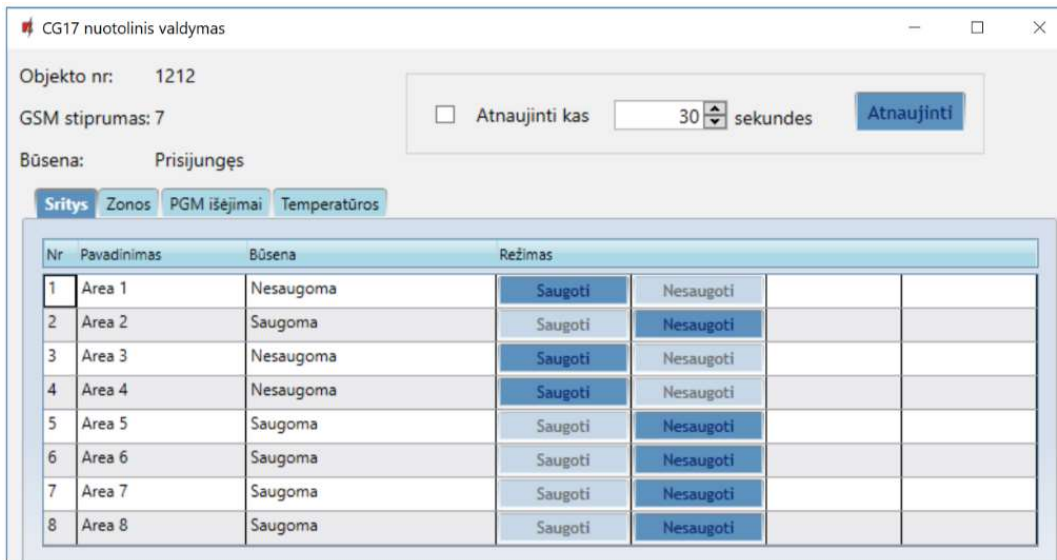 CG17 nuotolinis valdymas
Objekto nr: 1212
GSM stiprumas: 7
Būsena: Prisijungęs
Atnaujinti kas 30 sekundes Atnaujinti
Sritys Zonos PGM išėjimai Temperatūros
Nr Pavadinimas Būsena Režimas
1 Area 1 Nesaugoma Saugoti Nesaugoti
2 Area 2 Saugoma Saugoti Nesaugoti
3 Area 3 Nesaugoma Saugoti Nesaugoti
4 Area 4 Nesaugoma Saugoti Nesaugoti
5 Area 5 Saugoma Saugoti Nesaugoti
6 Area 6 Saugoma Saugoti Nesaugoti
7 Area 7 Saugoma Saugoti Nesaugoti
8 Area 8 Saugoma Saugoti Nesaugoti